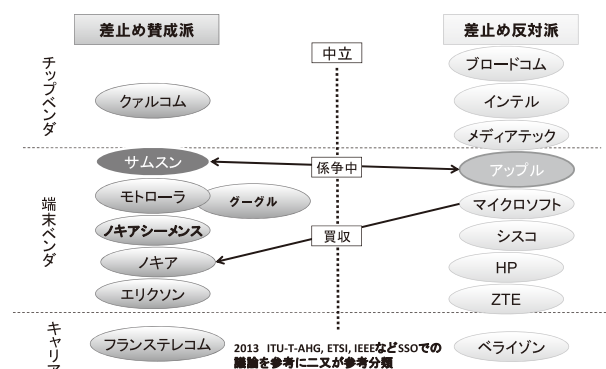 差止め賛成派
中立
差止め反対派
チップベンダ
クァルコム
ブロードコム
インテル
メディアテック
端末ベンダ
サムスン
係争中
アップル
モトローラ
グーグル
マイクロソフト
ノキアシーメンス
買収
シスコ
ノキア
HP
エリクソン
ZTE
キャリア
フランステレコム
ベライゾン
2013 ITU-T-AHG, ETSI, IEEEなどSSOでの
議論を参考に二又が参考分類